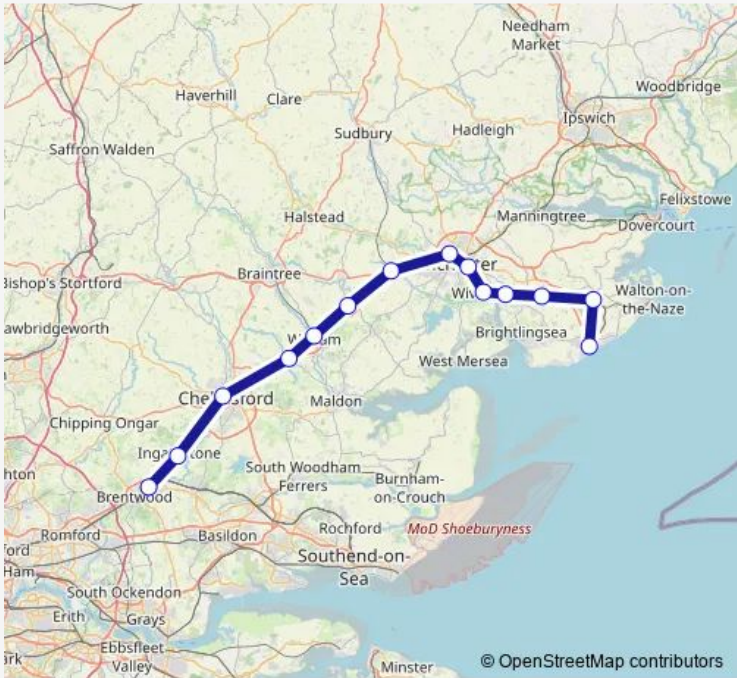 Needham
Market
Woodbridge
Haverhill
Clare
Ipswich
Sudbury
Hadleigh
Saffron Walden
Felixstowe
Halstead
Manningtree
Dovercourt
Braintree
Bishop's Stortford
Walton-on-
the-Naze
Brightlingsea
awbridgeworth
West Mersea
Maldon
Chipping Ongar
South Woodham
Ferrers
Burnham-
on-Crouch
Brentwood
Rochford
MoD Shoeburyness
Romford
Basildon
Southend-on-
Sea
ford
Ham
South Ockendon
Erith
Grays
Ebbsfleet
Valley
Minster
© OpenStreetMap contributors